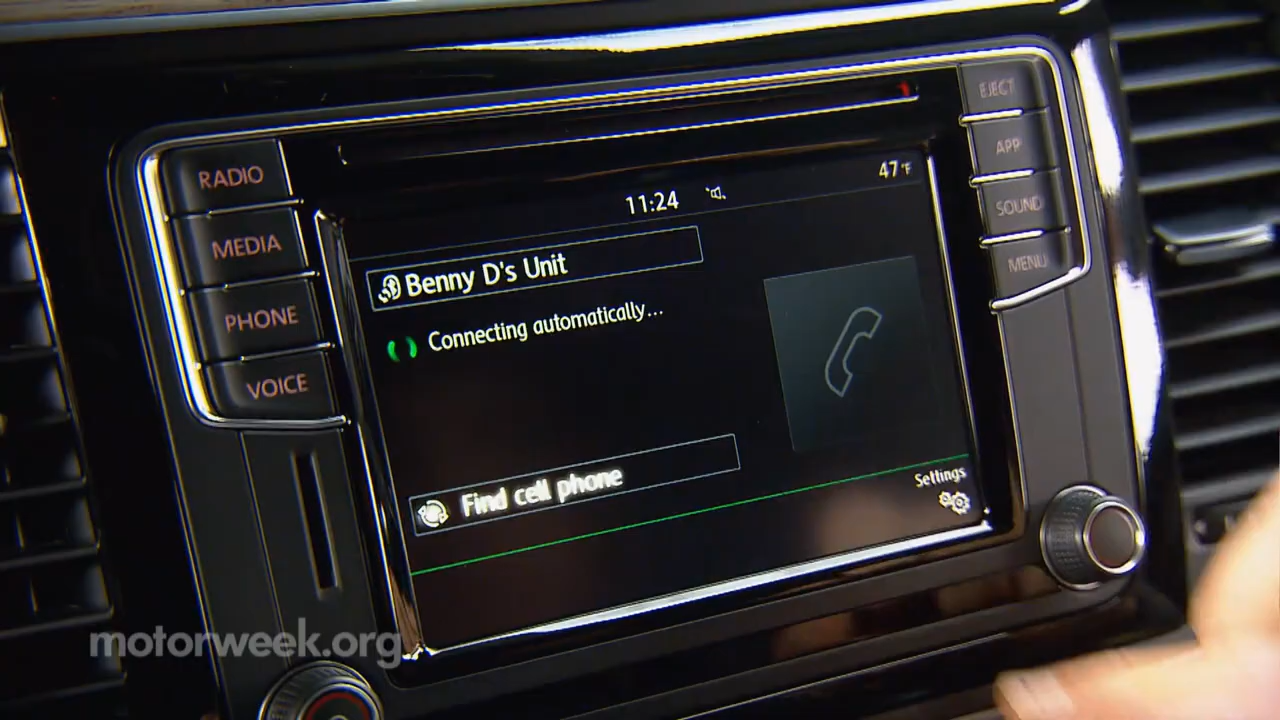 RADIO
MEDIA
PHONE
VOICE
EJECT
APP
SOUND
MENU
11:24
47°F
Benny D's Unit
Connecting automatically...
Find cell phone
Settings
motorweek.org